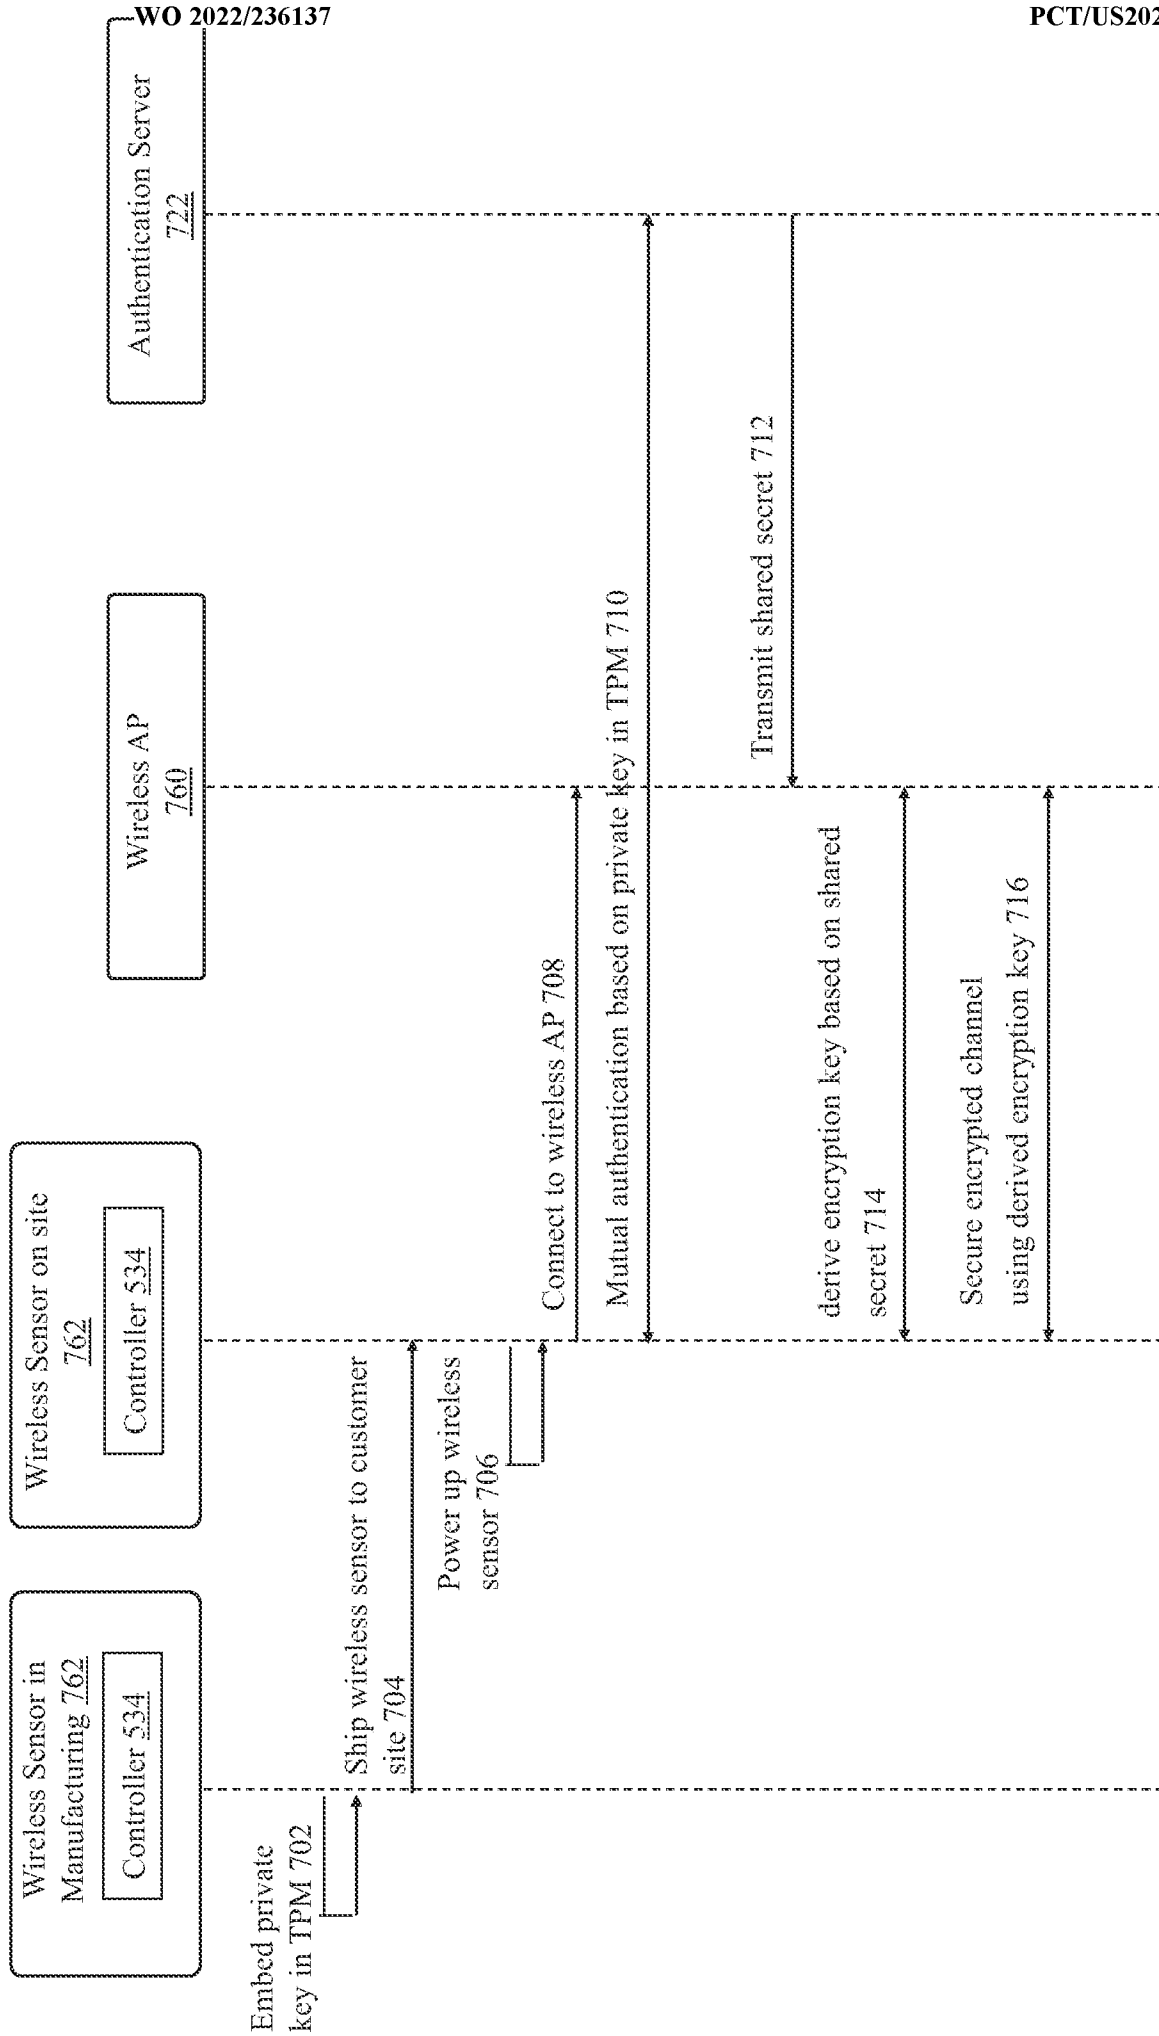 WO 2022/236137
PCT/US202
Wireless Sensor in
Manufacturing 762
Controller 534
Wireless Sensor on site
762
Controller 534
Wireless AP
760
Authentication Server
722
Embed private
key in TPM 702
Ship wireless sensor to customer
site 704
Power up wireless
sensor 706
Connect to wireless AP 708
Mutual authentication based on private key in TPM 710
Transmit shared secret 712
derive encryption key based on shared
secret 714
Secure encrypted channel
using derived encryption key 716